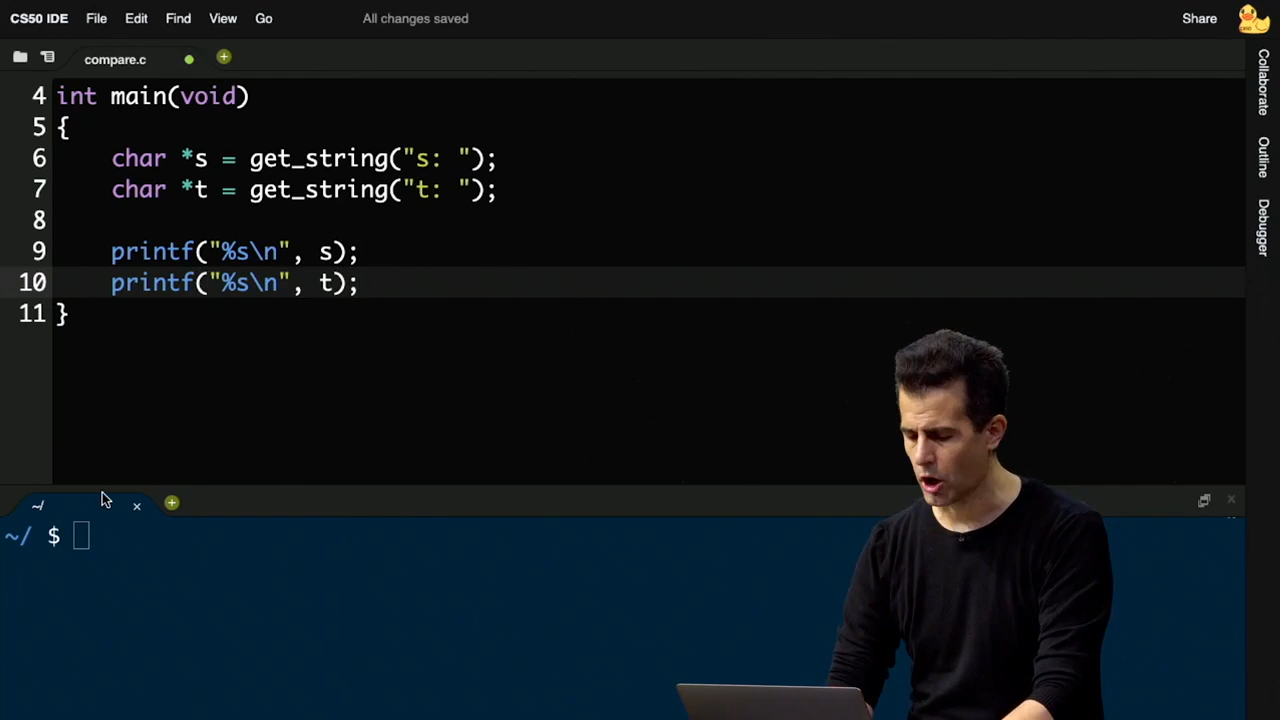 CS50 IDE File Edit Find View Go All changes saved Share
compare.c
4 int main(void)
5 {
6 char *s = get_string("s: ");
7 char *t = get_string("t: ");
8
9 printf("%s\n", s);
10 printf("%s\n", t);
11 }
~/
~/ $
Collaborate
Outline
Debugger